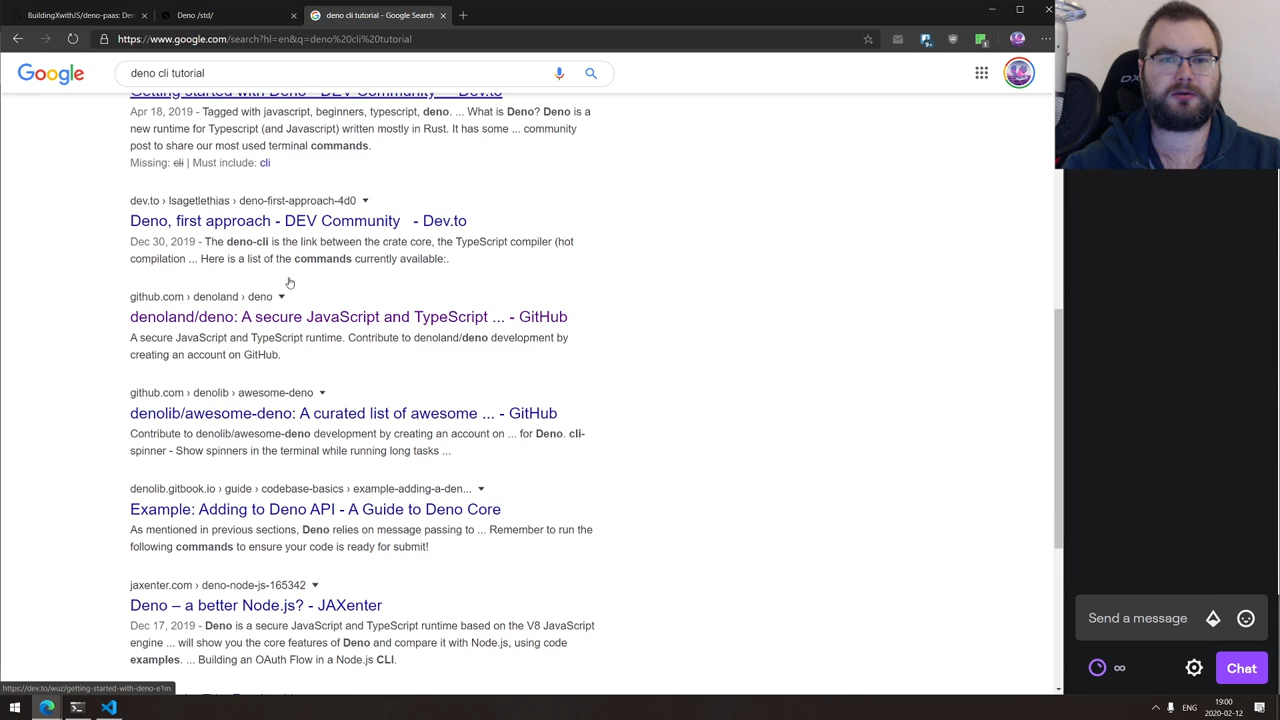 BuildingXwithJS/deno-paas: Den
Deno /std/
deno cli tutorial - Google Search
https://www.google.com/search?hl=en&q=deno%20cli%20tutorial
Google
deno cli tutorial
Getting started with Deno - DEV Community - Dev.to
Apr 18, 2019 - Tagged with javascript, beginners, typescript, deno. ... What is Deno? Deno is a
new runtime for Typescript (and Javascript) written mostly in Rust. It has some ... community
post to share our most used terminal commands.
Missing: cli | Must include: cli
dev.to › lsagetlethias › deno-first-approach-4d0
Deno, first approach - DEV Community - Dev.to
Dec 30, 2019 - The deno-cli is the link between the crate core, the TypeScript compiler (hot
compilation ... Here is a list of the commands currently available:.
github.com › denoland › deno
denoland/deno: A secure JavaScript and TypeScript ... - GitHub
A secure JavaScript and TypeScript runtime. Contribute to denoland/deno development by
creating an account on GitHub.
github.com › denolib › awesome-deno
denolib/awesome-deno: A curated list of awesome ... - GitHub
Contribute to denolib/awesome-deno development by creating an account on ... for Deno. cli-
spinner - Show spinners in the terminal while running long tasks ...
denolib.gitbook.io › guide › codebase-basics › example-adding-a-den...
Example: Adding to Deno API - A Guide to Deno Core
As mentioned in previous sections, Deno relies on message passing to ... Remember to run the
following commands to ensure your code is ready for submit!
jaxenter.com › deno-node-js-165342
Deno – a better Node.js? - JAXenter
Dec 17, 2019 - Deno is a secure JavaScript and TypeScript runtime based on the V8 JavaScript
engine ... will show you the core features of Deno and compare it with Node.js, using code
examples. ... Building an OAuth Flow in a Node.js CLI.
https://dev.to/wuz/getting-started-with-deno-e1m
DX
Send a message
∞
Chat
ENG
19:00
2020-02-12